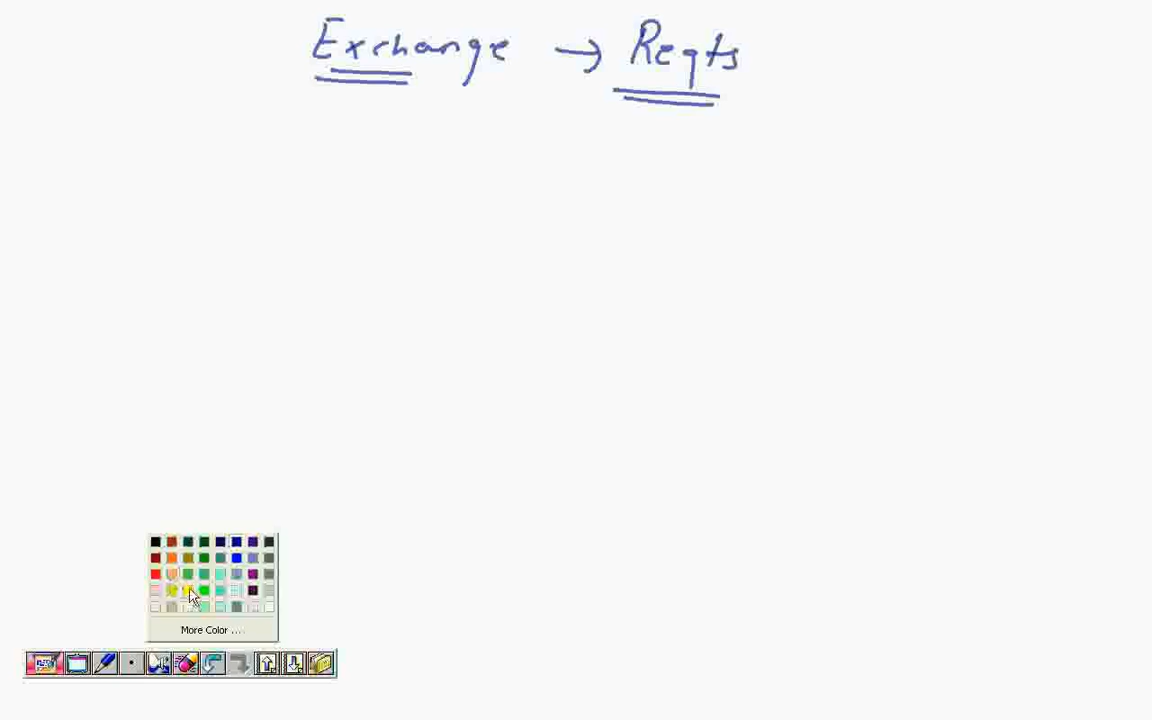 Exchange → Reqts
More Color ....